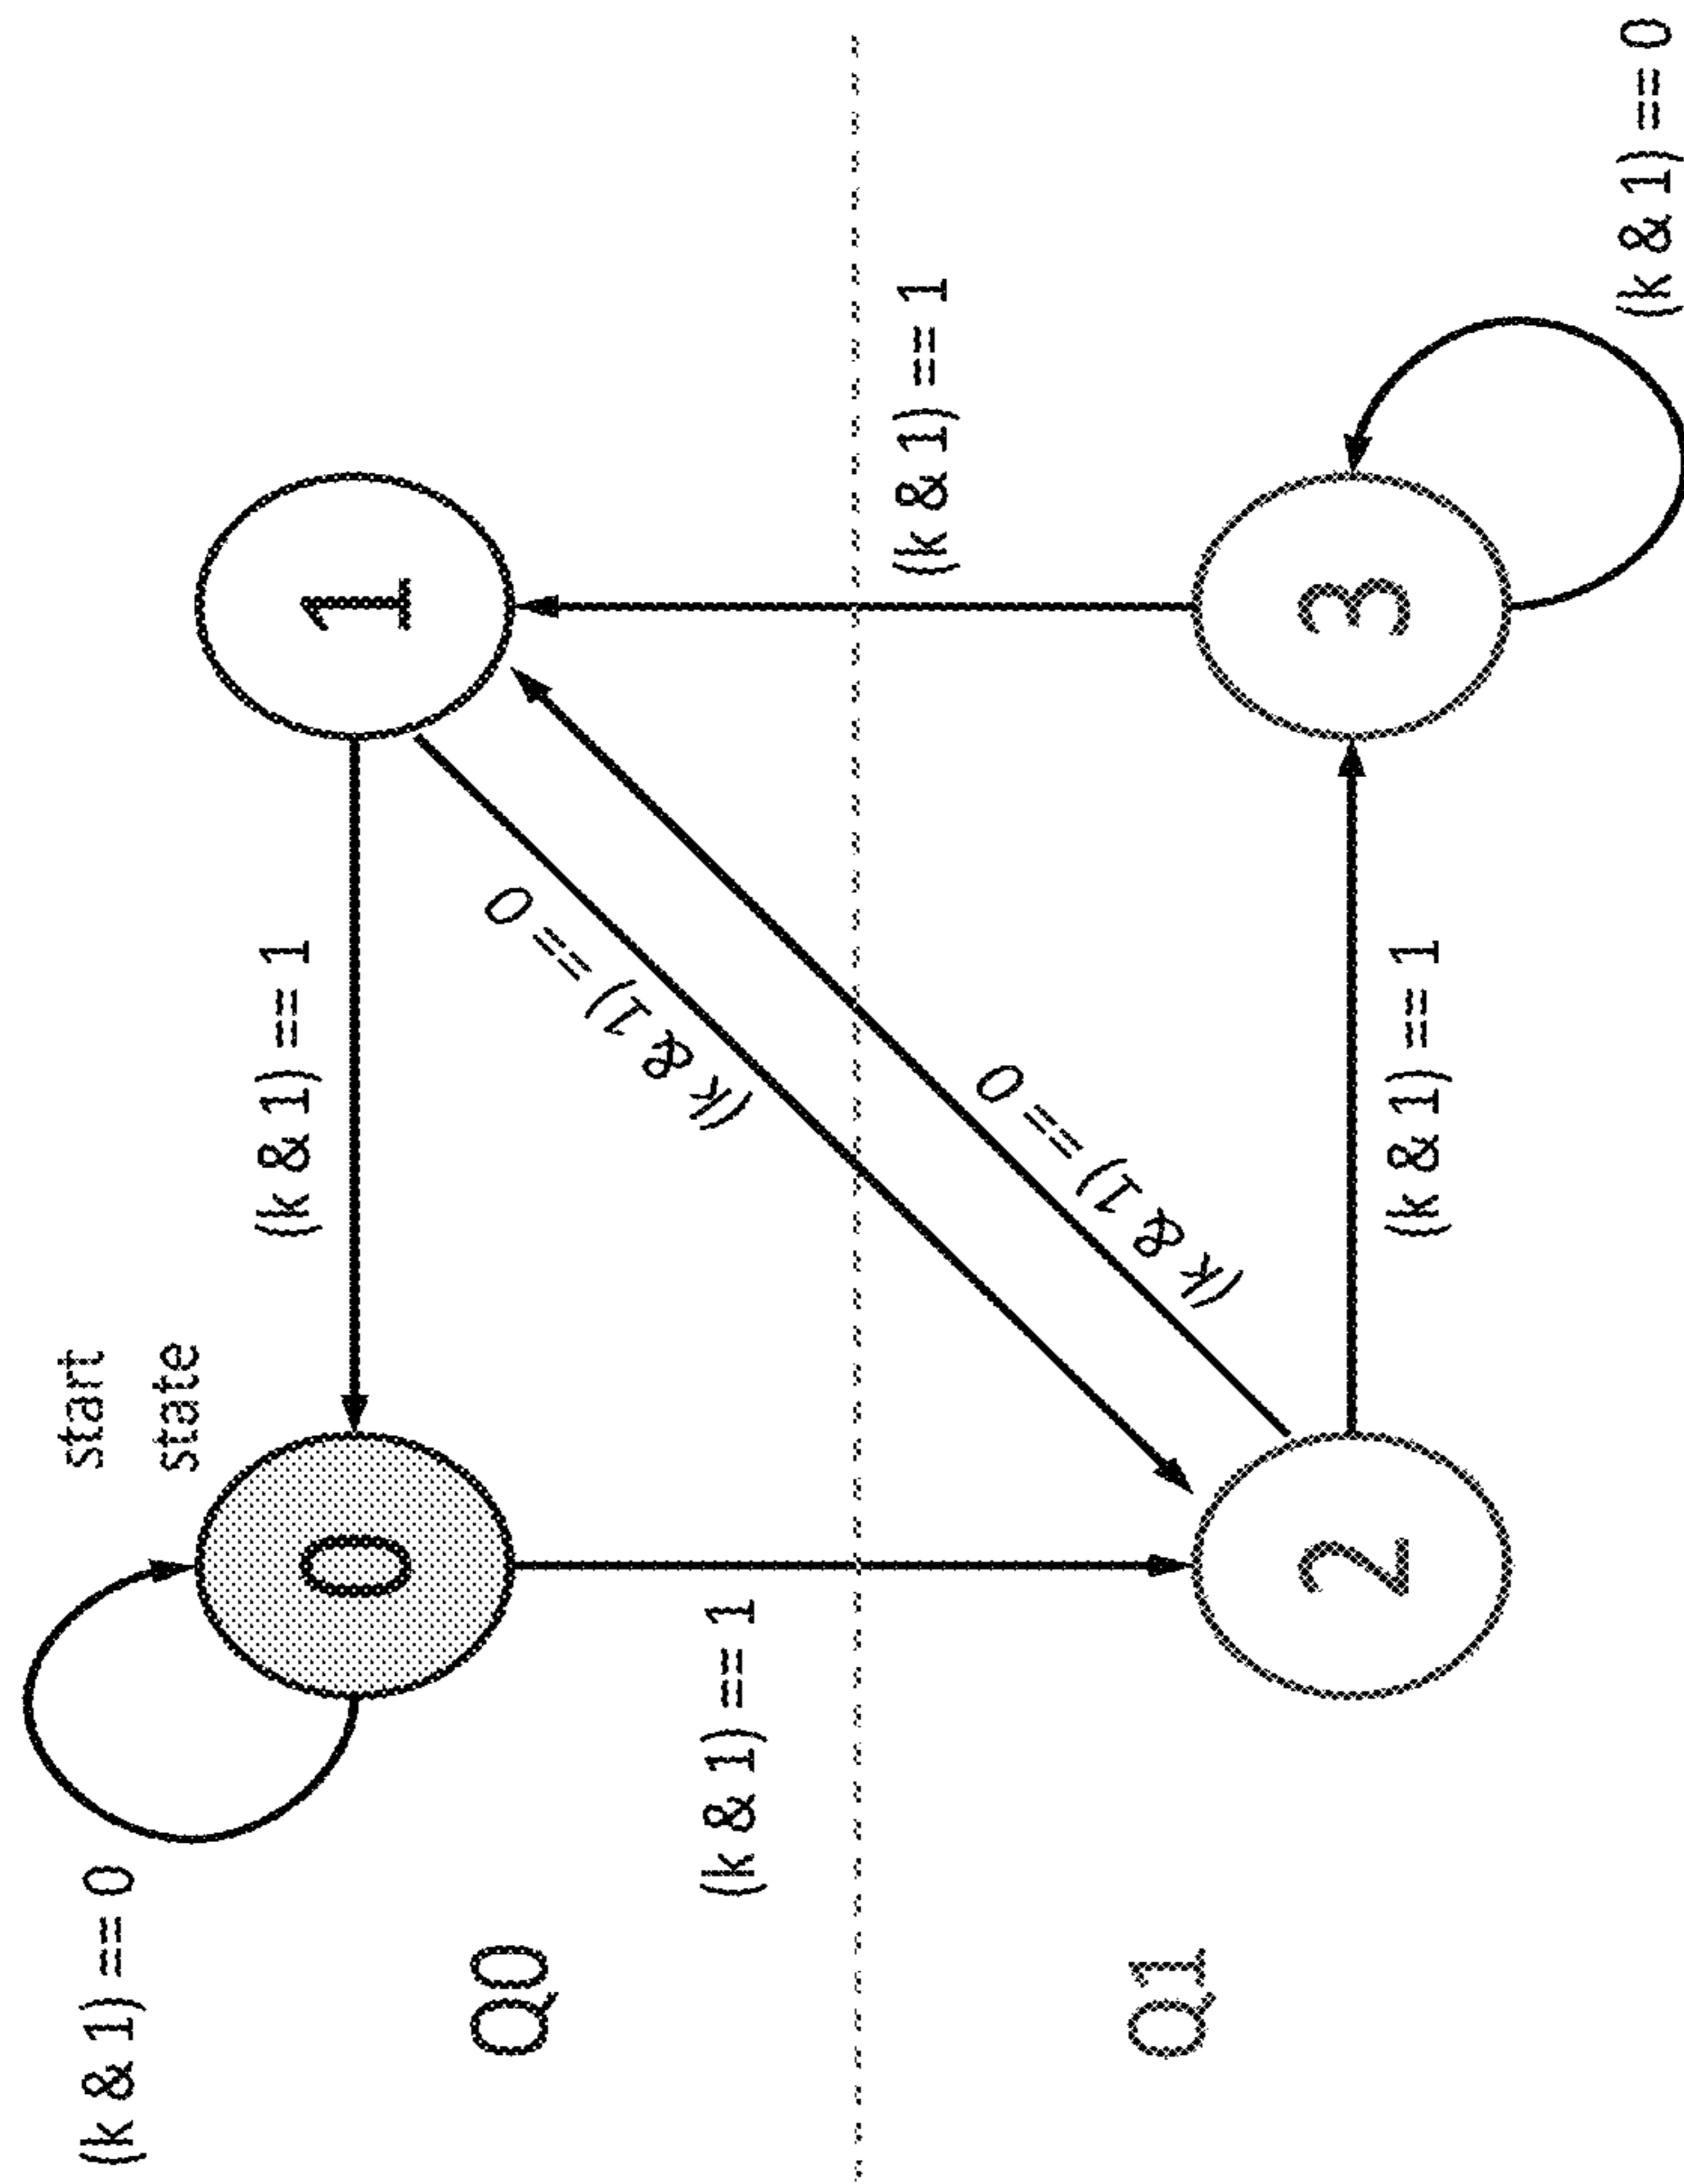 start
state
(k & 1) == 0
(k & 1) == 1
0
1
Q0
(k & 1) == 0
(k & 1) == 1
(k & 1) == 1
(k & 1) == 0
Q1
2
3
(k & 1) == 1
(k & 1) == 0